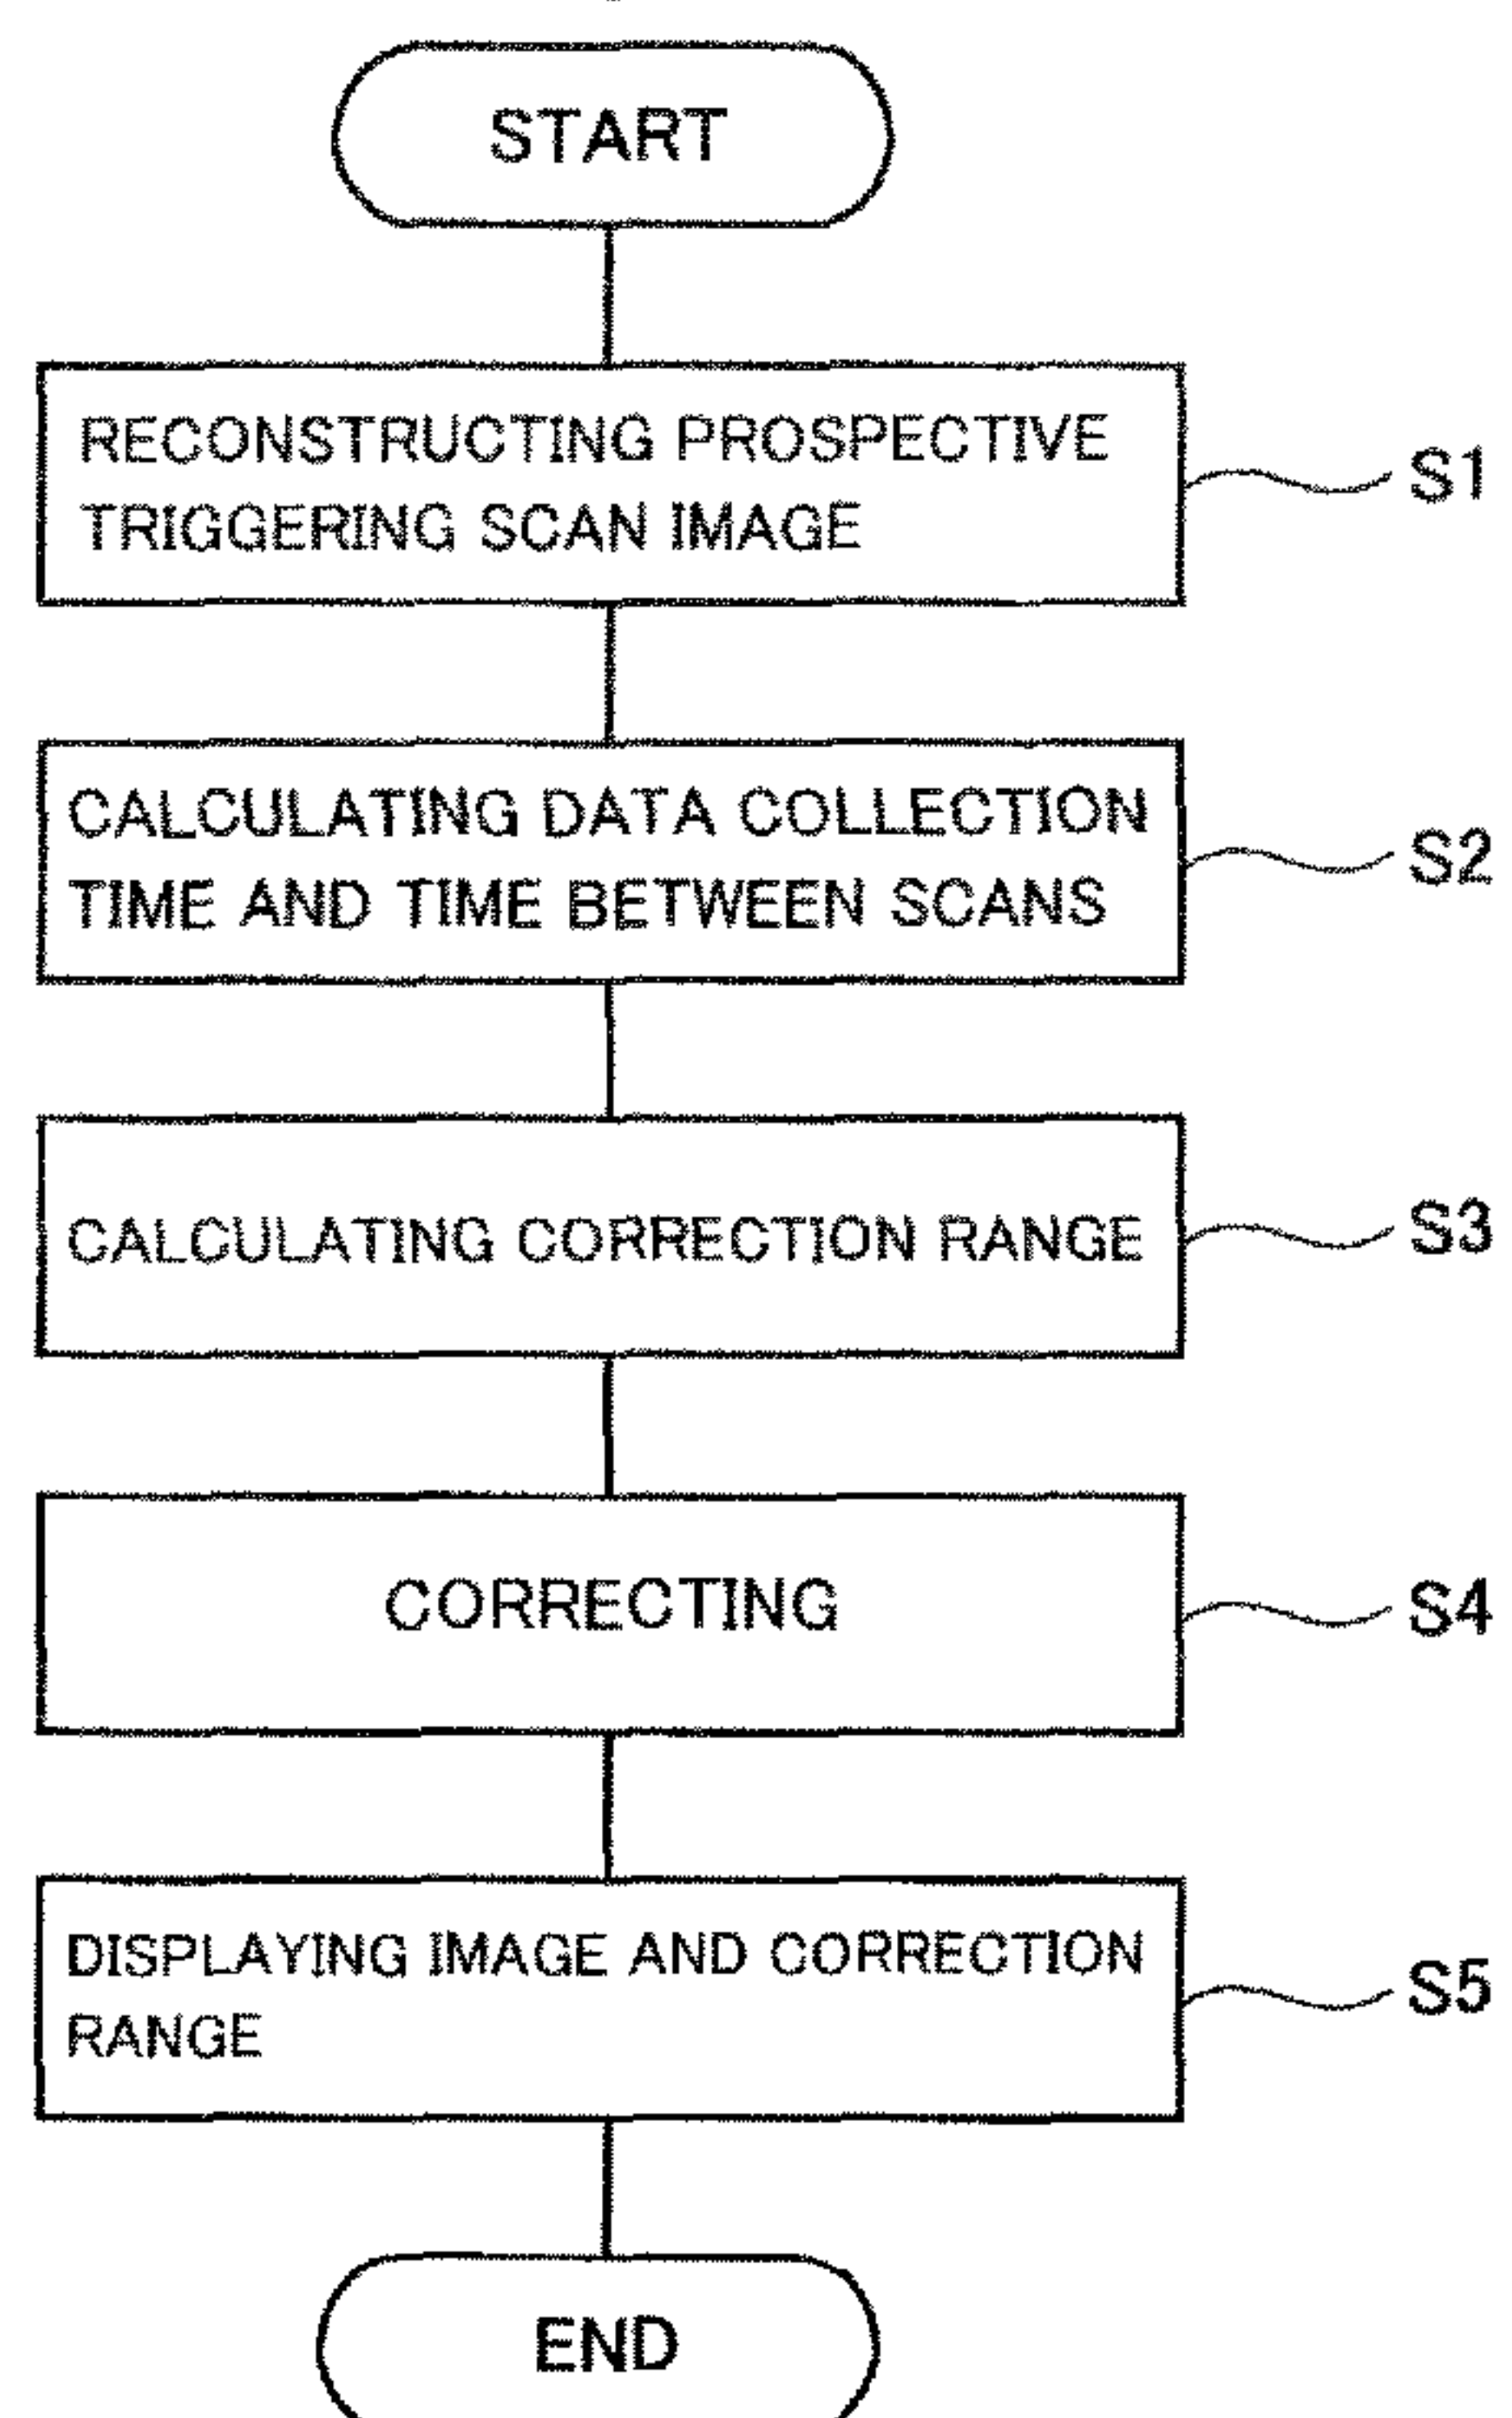 START
RECONSTRUCTING PROSPECTIVE
TRIGGERING SCAN IMAGE
S1
CALCULATING DATA COLLECTION
TIME AND TIME BETWEEN SCANS
S2
CALCULATING CORRECTION RANGE
S3
CORRECTING
S4
DISPLAYING IMAGE AND CORRECTION
RANGE
S5
END